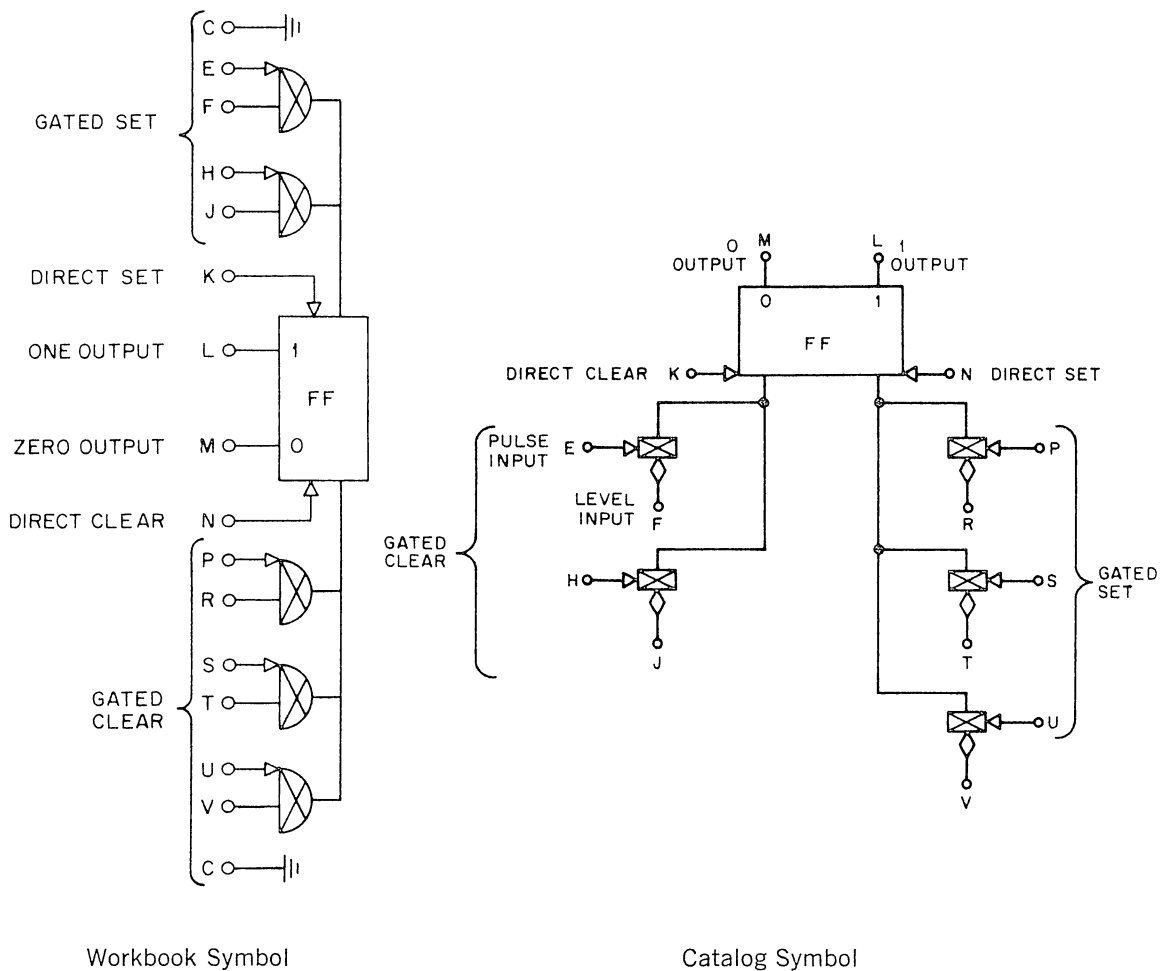 C
E
F
GATED SET
H
J
DIRECT SET K
ONE OUTPUT L 1
FF
ZERO OUTPUT M 0
DIRECT CLEAR N
P
R
S
GATED
CLEAR
T
U
V
C
Workbook Symbol
0
OUTPUT
M
L
1
OUTPUT
0 1
FF
DIRECT CLEAR K
N DIRECT SET
PULSE
INPUT
E
P
LEVEL
INPUT
F
R
GATED
CLEAR
H
S
GATED
SET
J
T
U
V
Catalog Symbol